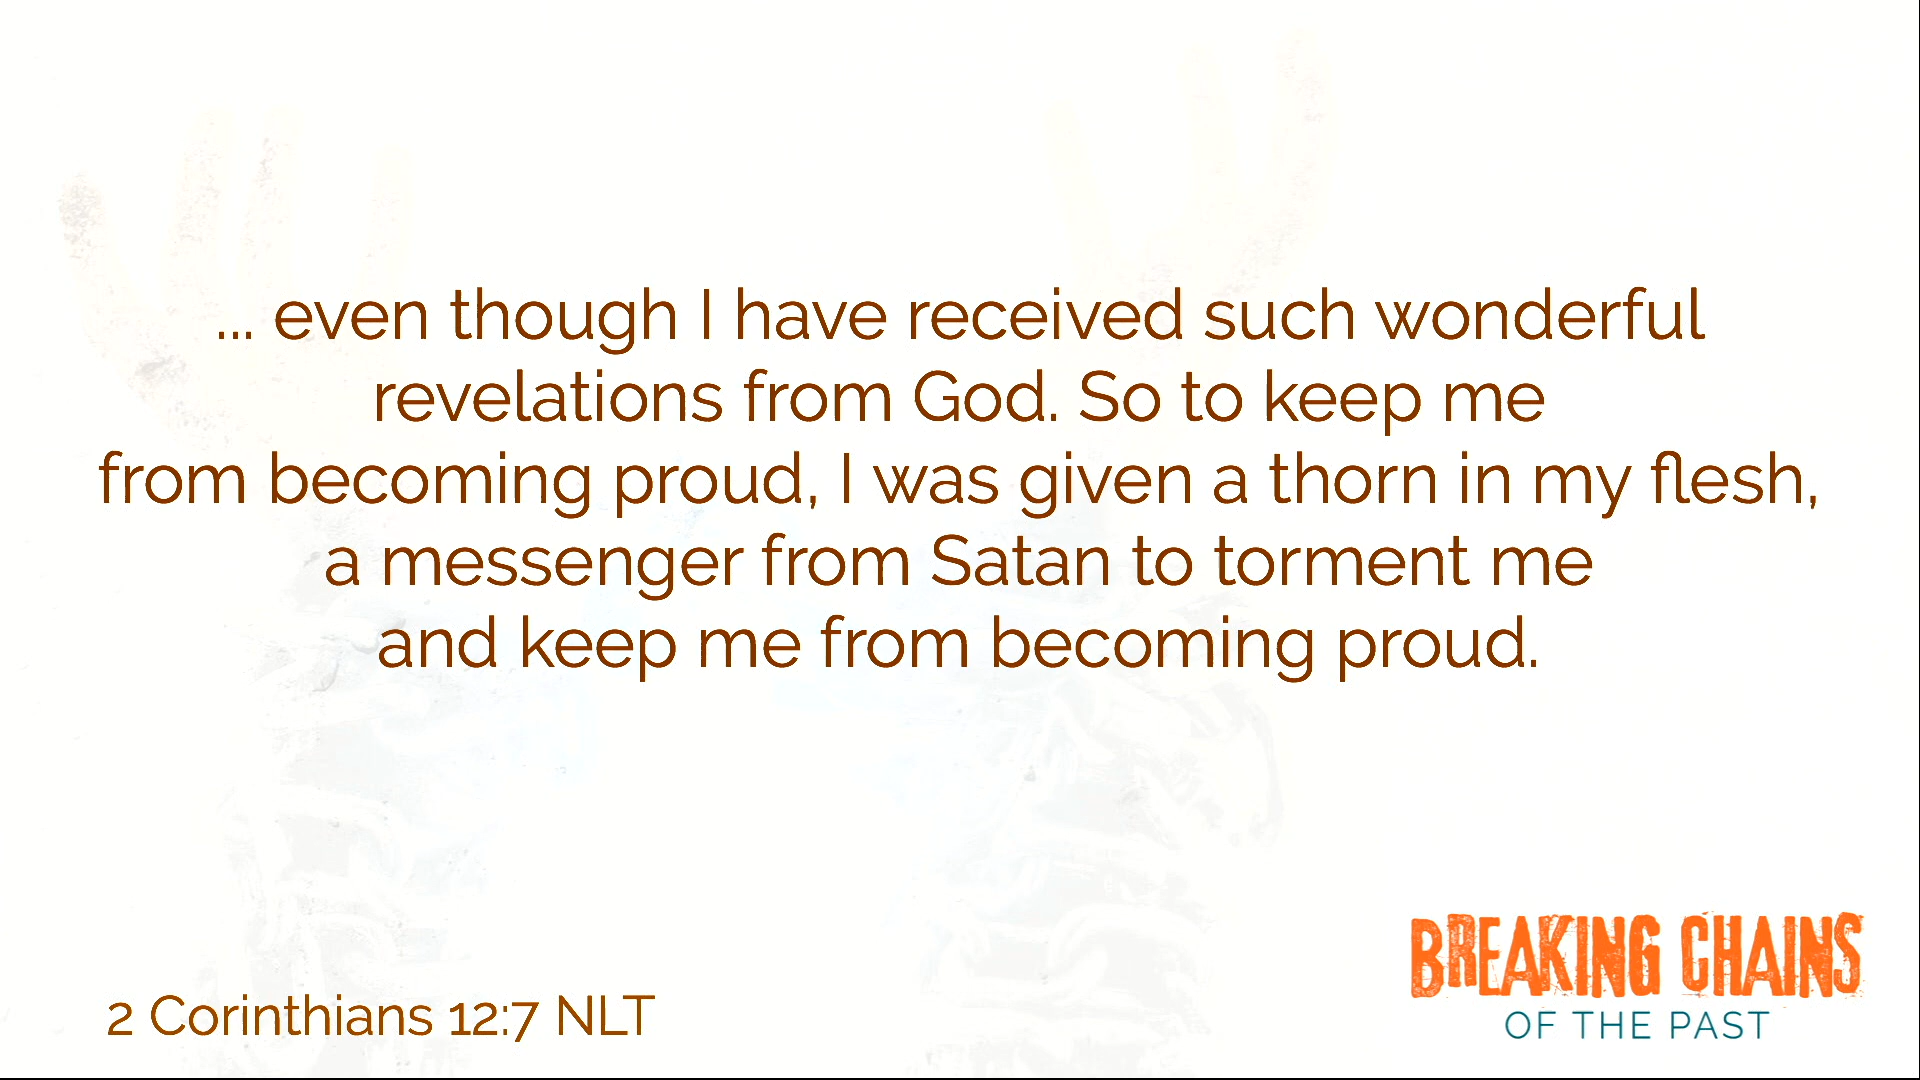 ... even though I have received such wonderful
revelations from God. So to keep me
from becoming proud, I was given a thorn in my flesh,
a messenger from Satan to torment me
and keep me from becoming proud.
2 Corinthians 12:7 NLT
BREAKING CHAINS
OF THE PAST